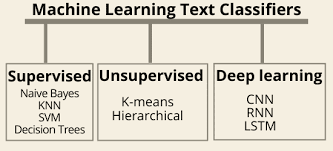 Machine Learning Text Classifiers
Supervised
Naive Bayes
KNN
SVM
Decision Trees
Unsupervised
K-means
Hierarchical
Deep learning
CNN
RNN
LSTM